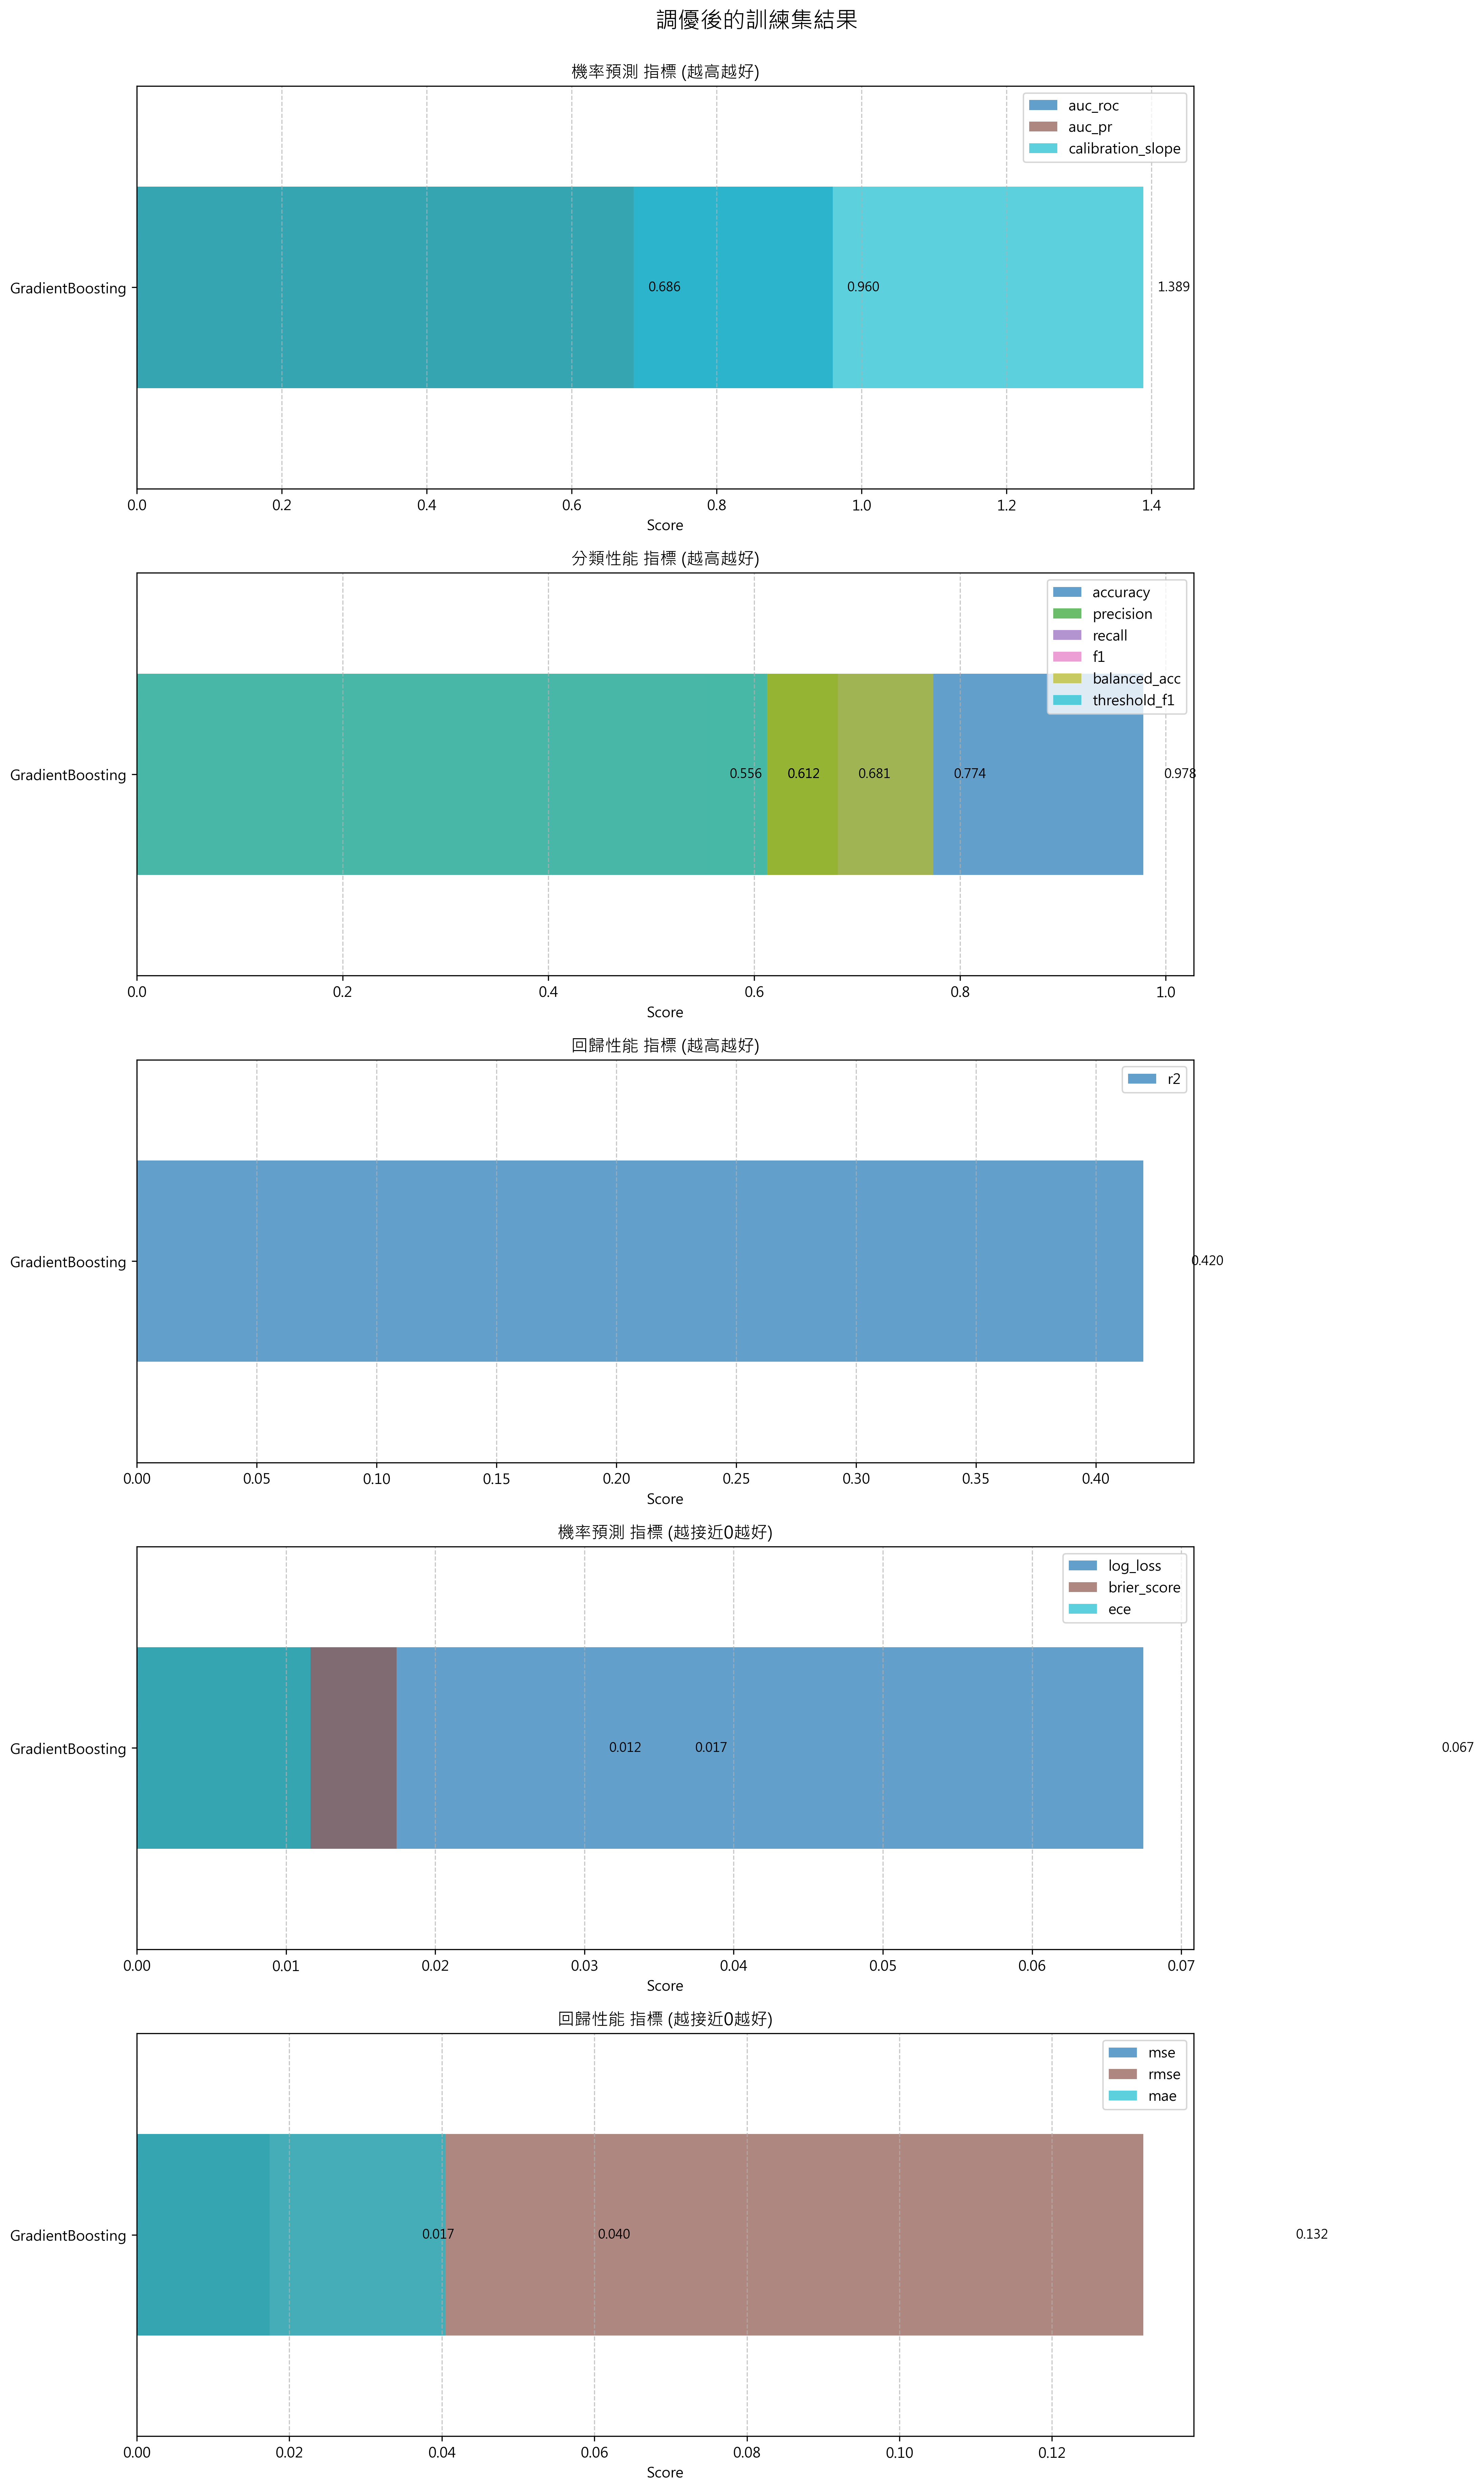 調優後的訓練集結果
機率預測 指標 (越高越好)
auc_roc
auc_pr
calibration_slope
GradientBoosting
0.686
0.960
1.389
0.0
0.2
0.4
0.6
0.8
1.0
1.2
1.4
Score
分類性能 指標 (越高越好)
accuracy
precision
recall
f1
balanced_acc
threshold_f1
GradientBoosting
0.556
0.612
0.681
0.774
0.978
0.0
0.2
0.4
0.6
0.8
1.0
Score
回歸性能 指標 (越高越好)
r2
GradientBoosting
0.420
0.00
0.05
0.10
0.15
0.20
0.25
0.30
0.35
0.40
Score
機率預測 指標 (越接近0越好)
log_loss
brier_score
ece
GradientBoosting
0.012
0.017
0.067
0.00
0.01
0.02
0.03
0.04
0.05
0.06
0.07
Score
回歸性能 指標 (越接近0越好)
mse
rmse
mae
GradientBoosting
0.017
0.040
0.132
0.00
0.02
0.04
0.06
0.08
0.10
0.12
Score